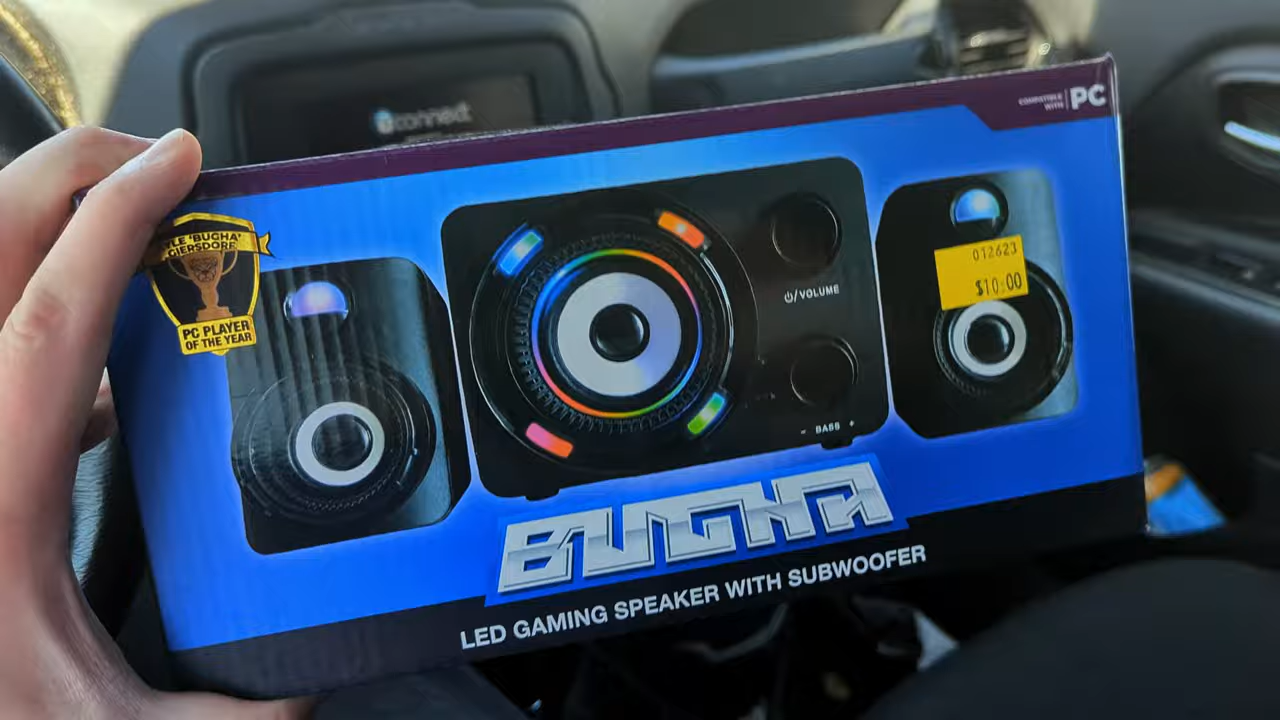 uconnect
COMPATIBLE
WITH
PC
YLE "BUGHA"
GIERSDORF
PC PLAYER
OF THE YEAR
012623
$10.00
⏻/VOLUME
- BASS +
BUGHA
LED GAMING SPEAKER WITH SUBWOOFER